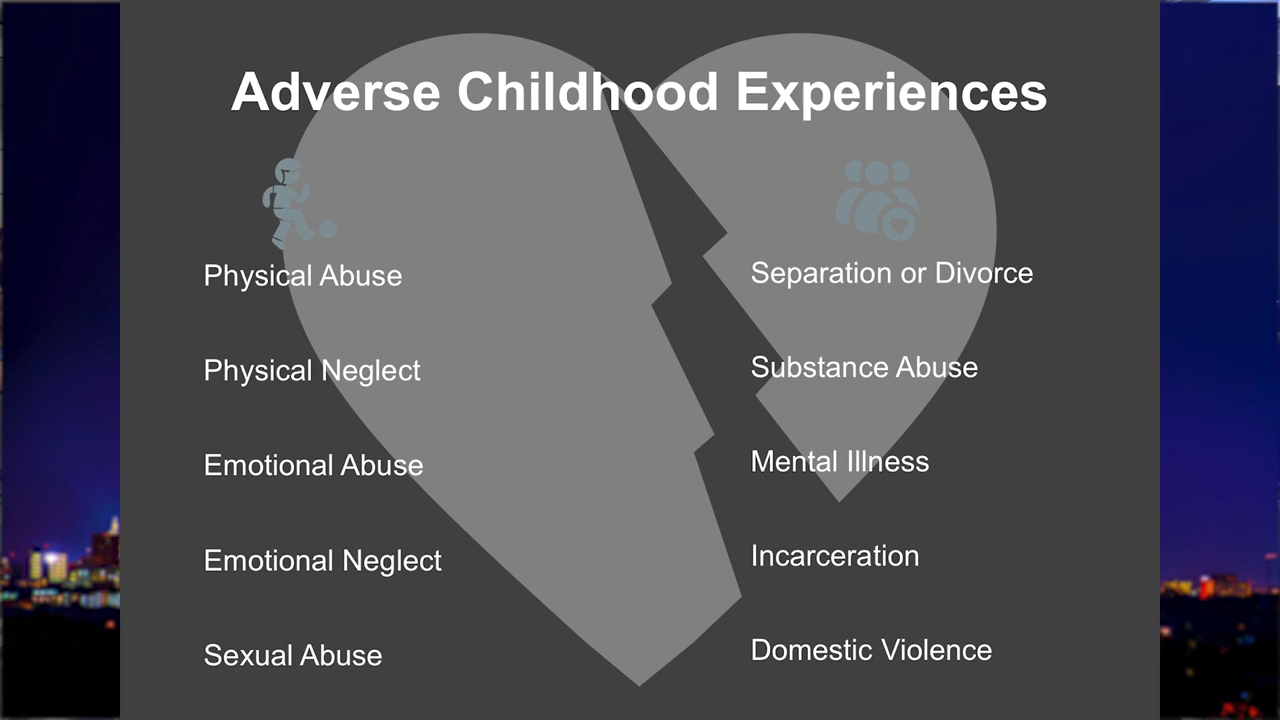 Adverse Childhood Experiences
Physical Abuse
Physical Neglect
Emotional Abuse
Emotional Neglect
Sexual Abuse
Separation or Divorce
Substance Abuse
Mental Illness
Incarceration
Domestic Violence